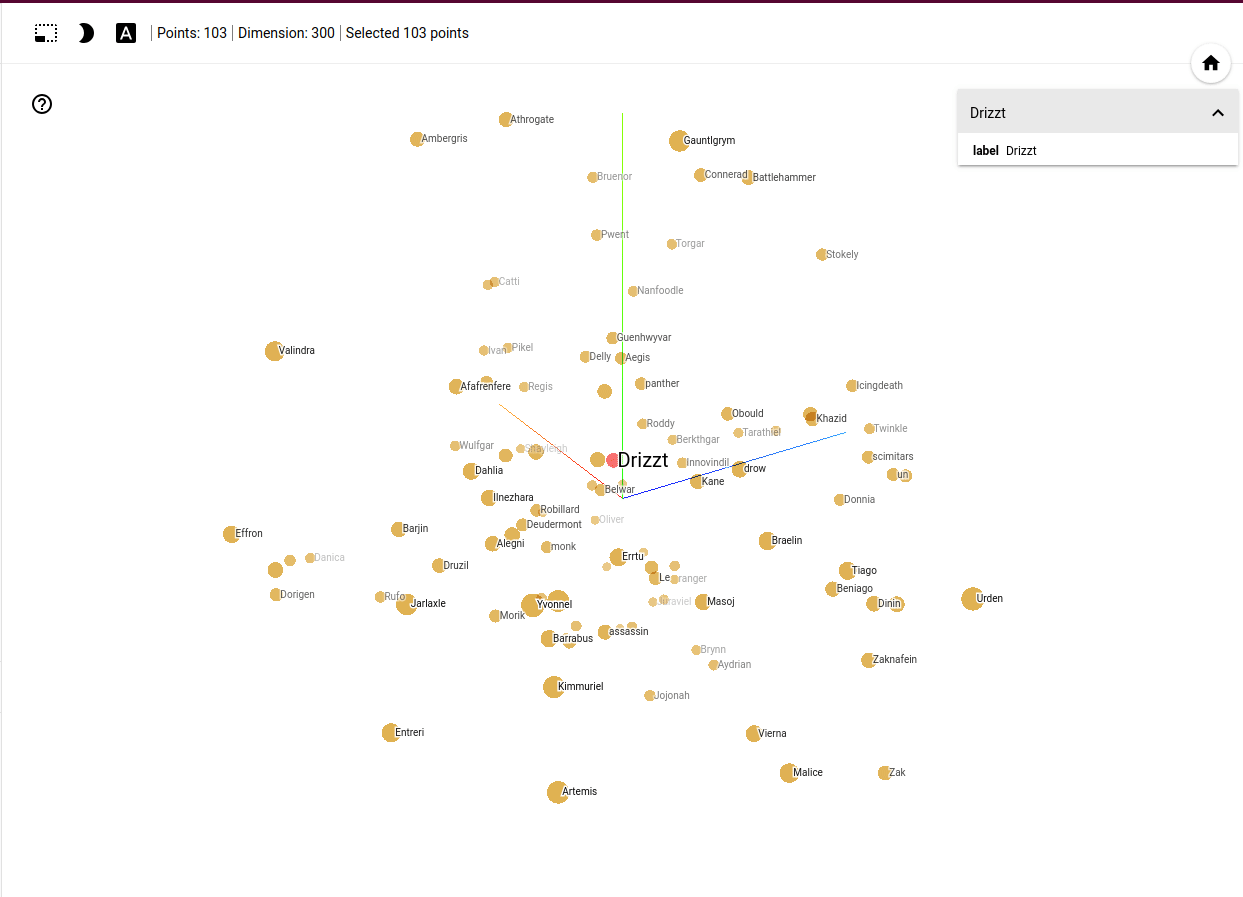 A Points: 103 Dimension: 300 Selected 103 points
Drizzt
label Drizzt
Athrogate
Ambergris
Gauntlgrym
Bruenor
Connerad
Battlehammer
Pwent
Torgar
Stokely
Catti
Nanfoodle
Guenhwyvar
Valindra
Ivan
Pikel
Delly
Aegis
Afafrenfere
Regis
panther
Icingdeath
Obould
Khazid
Roddy
Berkthgar
Tarathiel
Twinkle
Wulfgar
Shayleigh
Drizzt
Innovindil
drow
scimitars
Dahlia
Kane
un
Belwar
Ilnezhara
Donnia
Robillard
Oliver
Deudermont
Effron
Barjin
Alegni
monk
Braelin
Errtu
Danica
Druzil
Le
Tiago
Beniago
Dorigen
Rufo
Jarlaxle
Yvonnel
Juraviel
Masoj
Dinin
Urden
Morik
Barrabus
assassin
Brynn
Aydrian
Zaknafein
Kimmuriel
Jojonah
Entreri
Vierna
Malice
Zak
Artemis